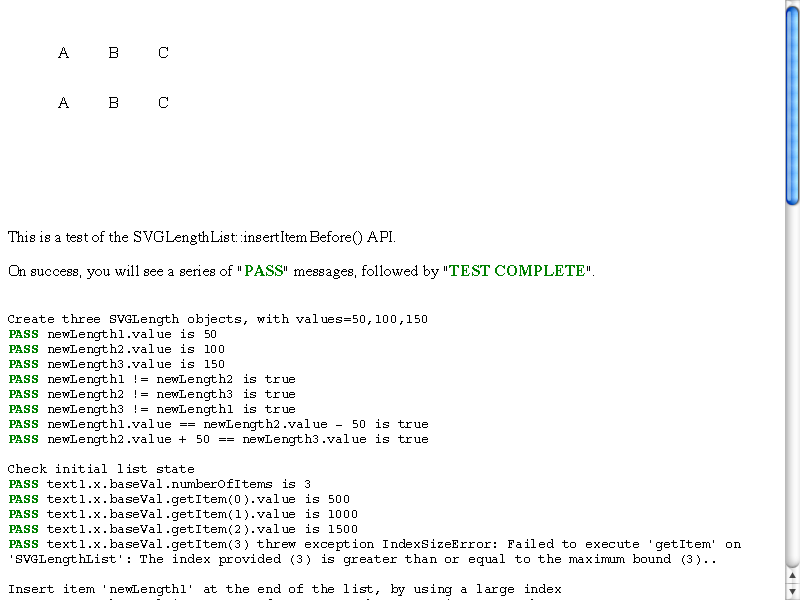 A B C
A B C
This is a test of the SVGLengthList::insertItemBefore() API.
On success, you will see a series of "PASS" messages, followed by "TEST COMPLETE".
Create three SVGLength objects, with values=50,100,150
PASS newLength1.value is 50
PASS newLength2.value is 100
PASS newLength3.value is 150
PASS newLength1 != newLength2 is true
PASS newLength2 != newLength3 is true
PASS newLength3 != newLength1 is true
PASS newLength1.value == newLength2.value - 50 is true
PASS newLength2.value + 50 == newLength3.value is true
Check initial list state
PASS text1.x.baseVal.numberOfItems is 3
PASS text1.x.baseVal.getItem(0).value is 500
PASS text1.x.baseVal.getItem(1).value is 1000
PASS text1.x.baseVal.getItem(2).value is 1500
PASS text1.x.baseVal.getItem(3) threw exception IndexSizeError: Failed to execute 'getItem' on
'SVGLengthList': The index provided (3) is greater than or equal to the maximum bound (3)..
Insert item 'newLength1' at the end of the list, by using a large index